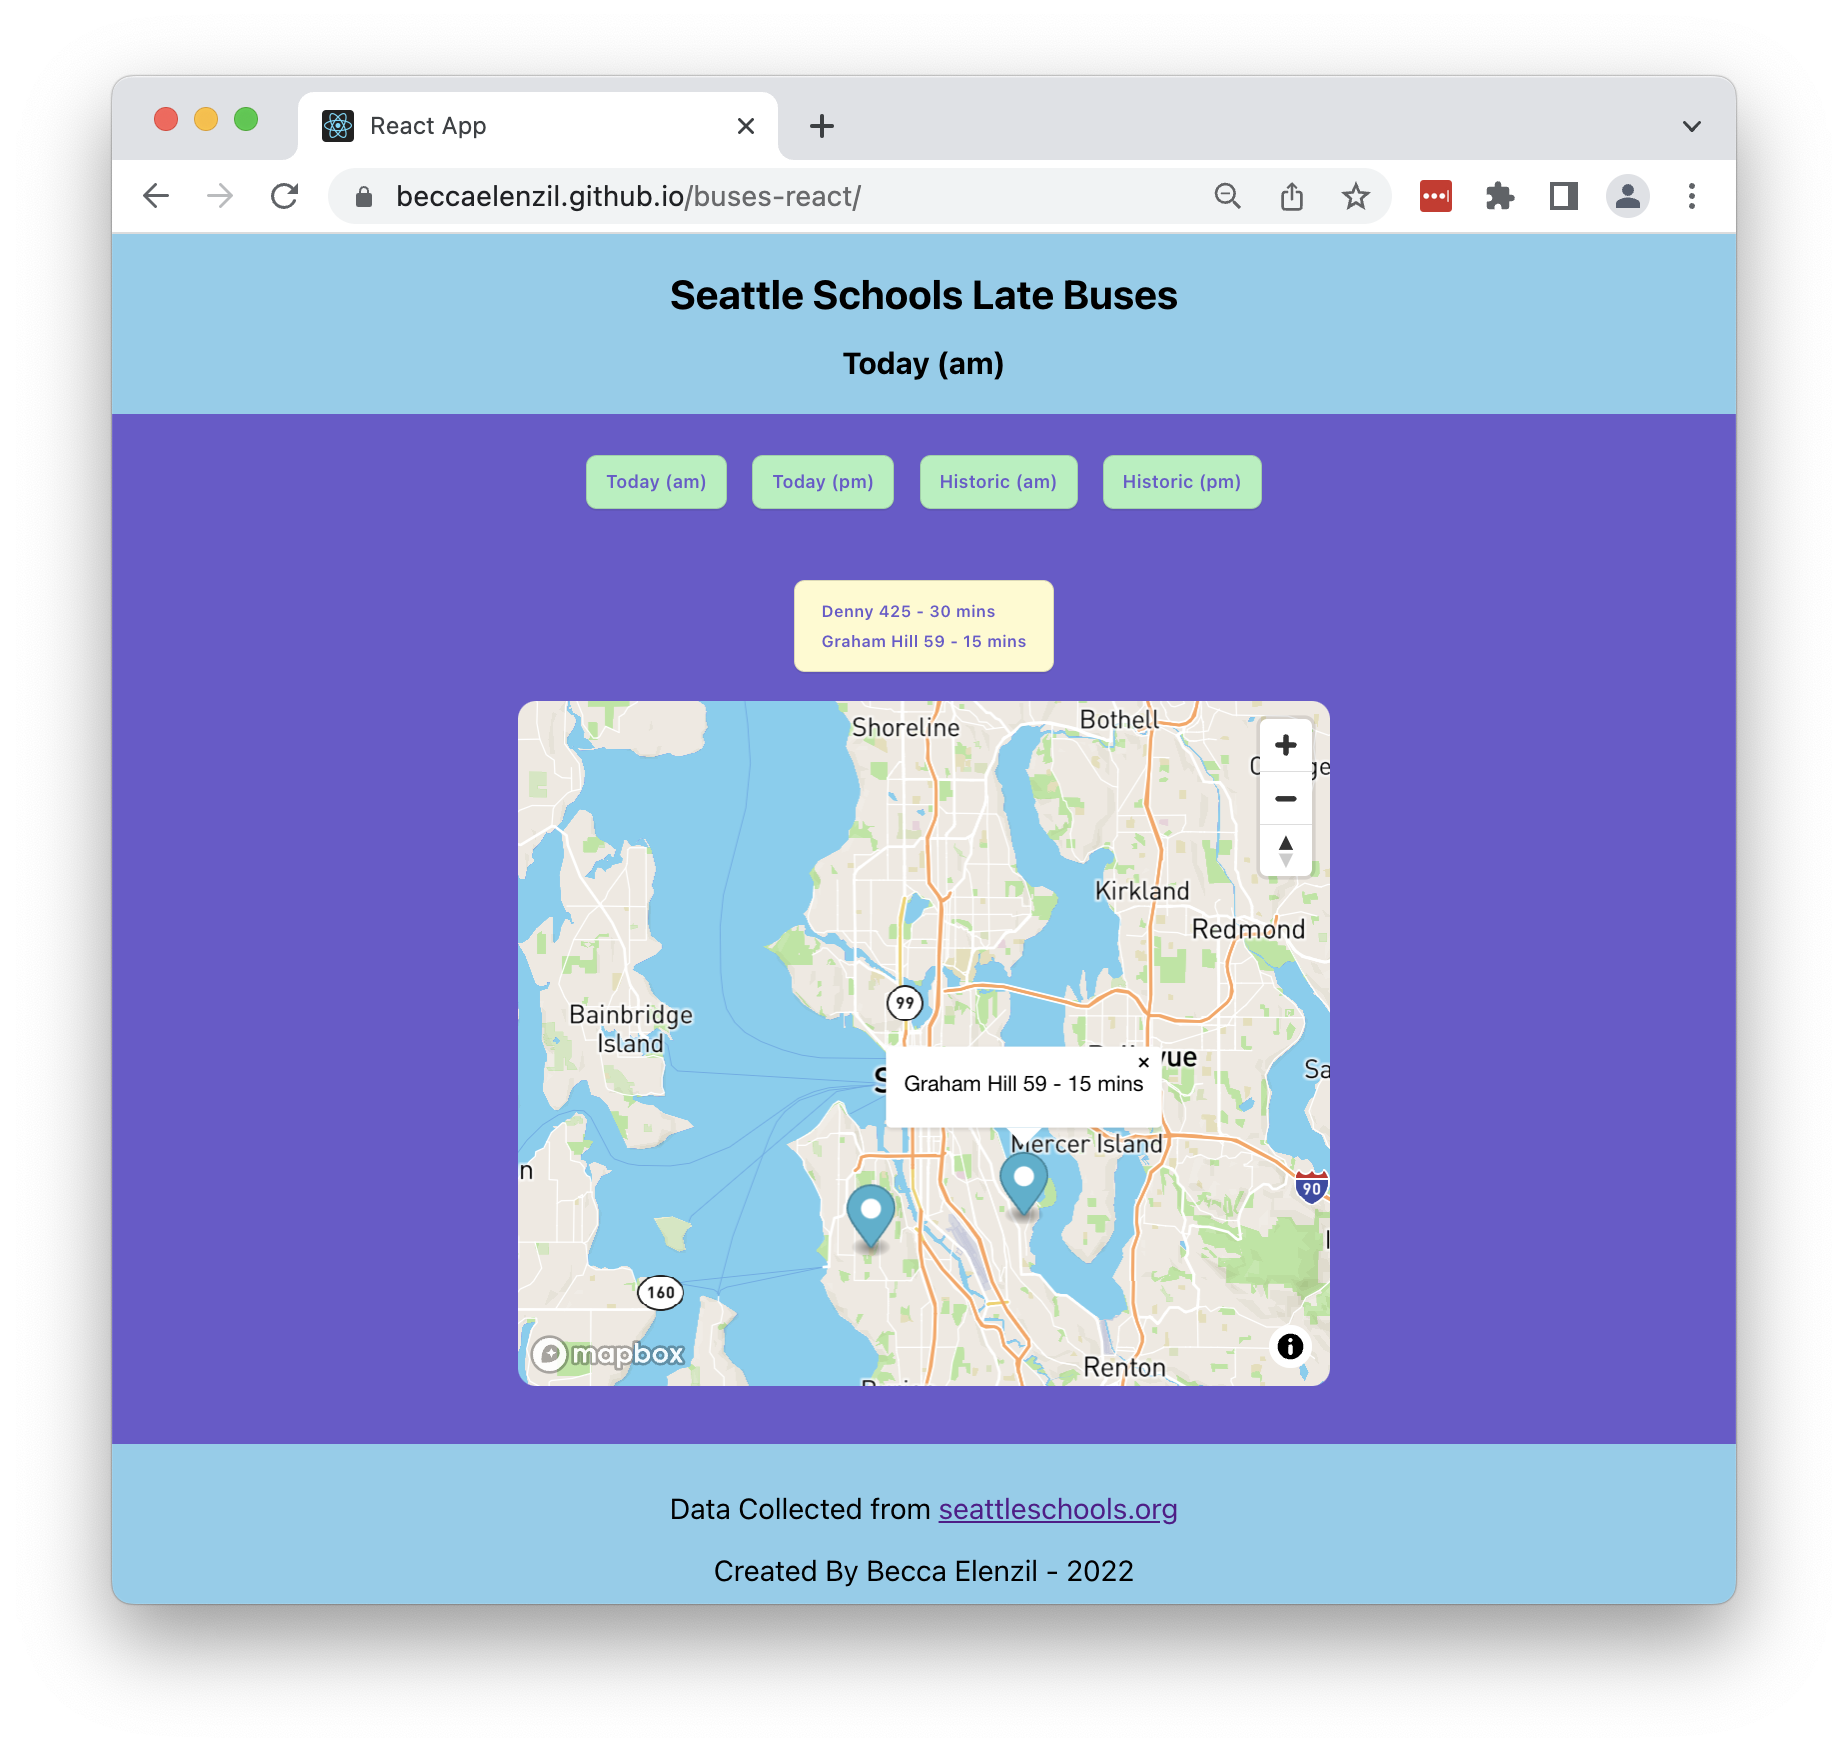 React App
beccaelenzil.github.io/buses-react/
Seattle Schools Late Buses
Today (am)
Today (am)
Today (pm)
Historic (am)
Historic (pm)
Denny 425 - 30 mins
Graham Hill 59 - 15 mins
Shoreline
Bothell
Kirkland
Redmond
99
Bainbridge
Island
Graham Hill 59 - 15 mins
Mercer Island
90
160
mapbox
Renton
Data Collected from seattleschools.org
Created By Becca Elenzil - 2022